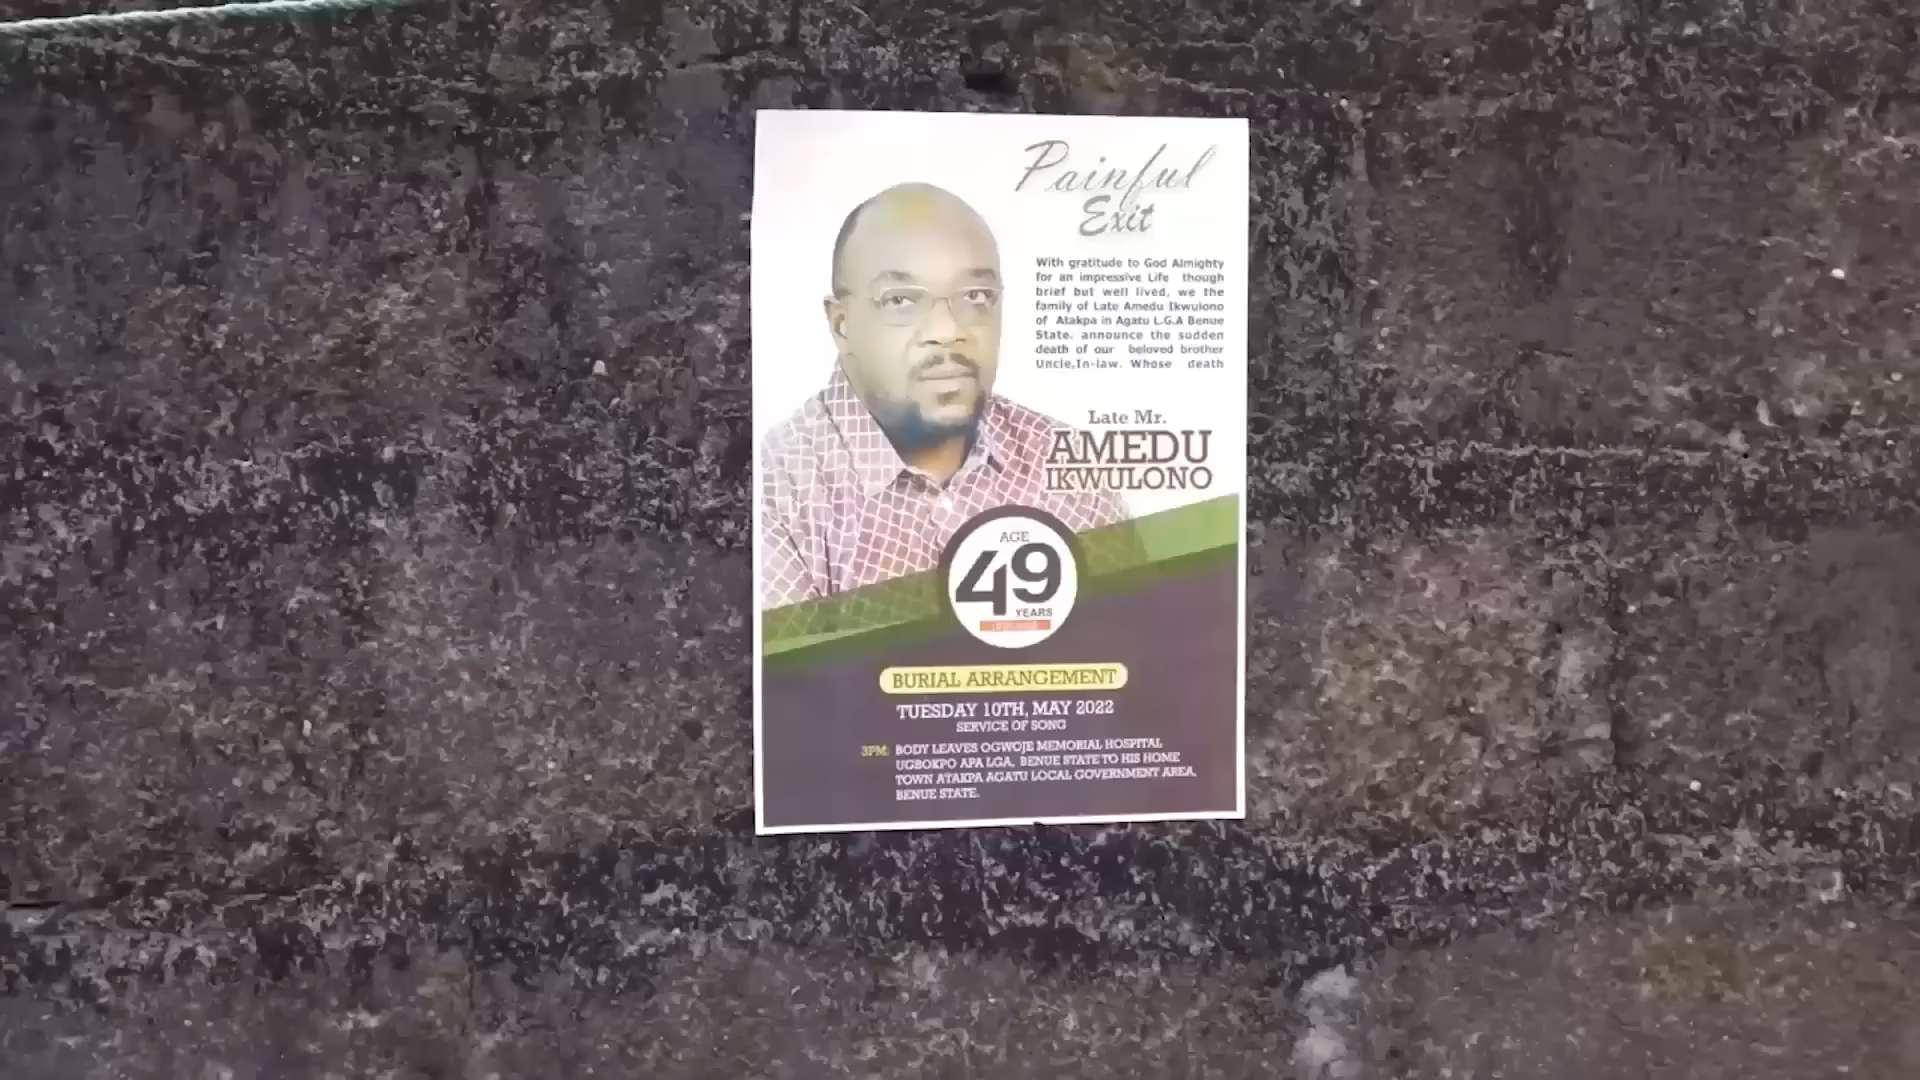 Painful
Exit
With gratitude to God Almighty
for an impressive Life though
brief but well lived, we the
family of Late Amedu Ikwulono
of Atakpa in Agatu L.G.A Benue
State. announce the sudden
death of our beloved brother
Uncle,In-law. Whose death
Late Mr.
AMEDU
IKWULONO
AGE
49
YEARS
BURIAL ARRANGEMENT
TUESDAY 10TH, MAY 2022
SERVICE OF SONG
3PM: BODY LEAVES OGWOJE MEMORIAL HOSPITAL
UGBOKPO APA LGA, BENUE STATE TO HIS HOME
TOWN ATAKPA AGATU LOCAL GOVERNMENT AREA,
BENUE STATE.